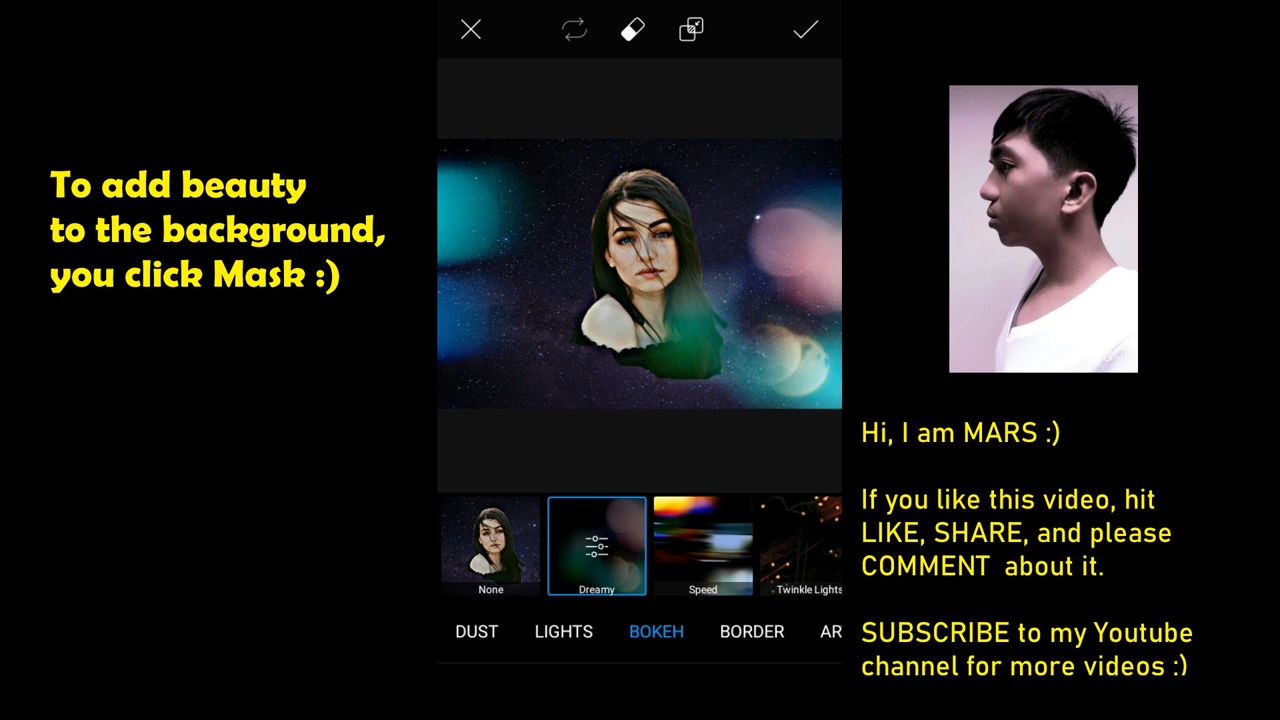 To add beauty
to the background,
you click Mask :)
None
Dreamy
Speed
Twinkle Lights
DUST
LIGHTS
BOKEH
BORDER
AR
Hi, I am MARS :)
If you like this video, hit
LIKE, SHARE, and please
COMMENT about it.
SUBSCRIBE to my Youtube
channel for more videos :)